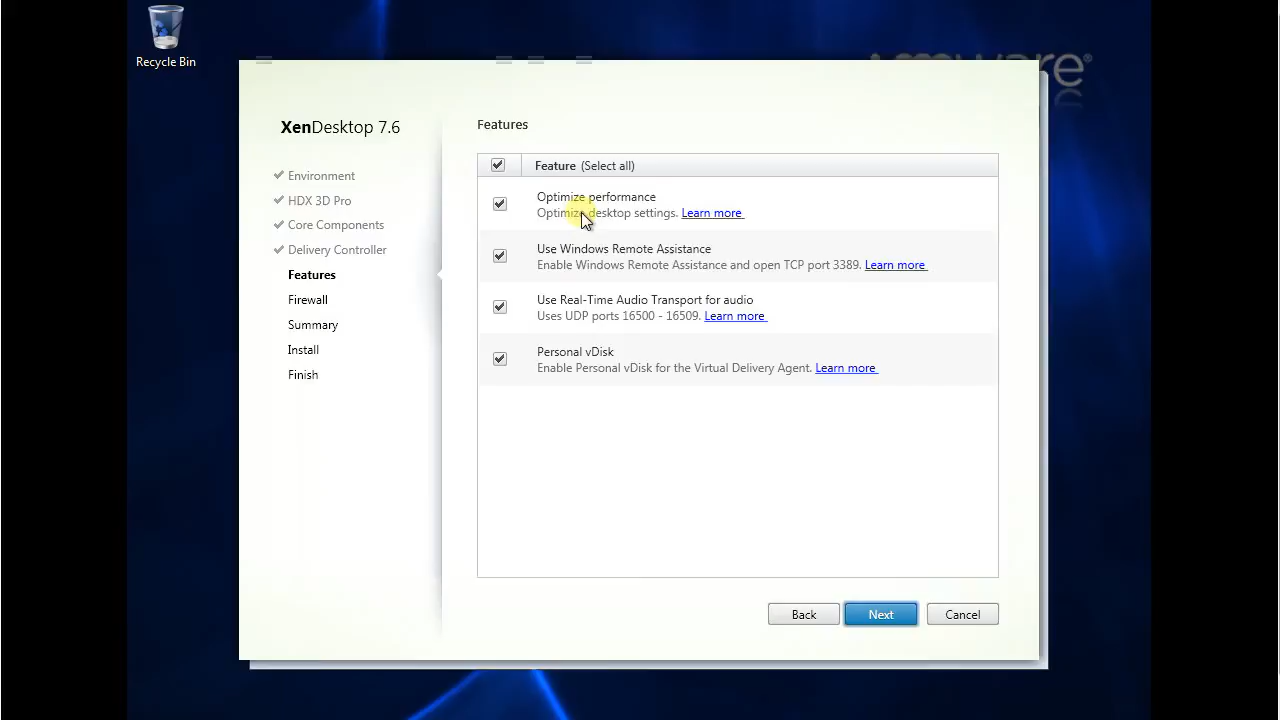 Recycle Bin
mware®
XenDesktop 7.6
Environment
HDX 3D Pro
Core Components
Delivery Controller
Features
Firewall
Summary
Install
Finish
Features
Feature (Select all)
Optimize performance
Optimize desktop settings. Learn more
Use Windows Remote Assistance
Enable Windows Remote Assistance and open TCP port 3389. Learn more
Use Real-Time Audio Transport for audio
Uses UDP ports 16500 - 16509. Learn more
Personal vDisk
Enable Personal vDisk for the Virtual Delivery Agent. Learn more
Back
Next
Cancel